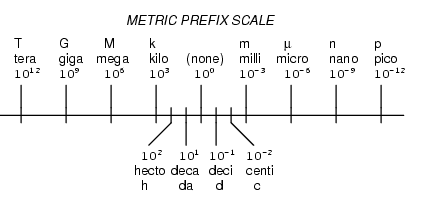 METRIC PREFIX SCALE
T G M k m μ n p
tera giga mega kilo (none) milli micro nano pico
10¹² 10⁹ 10⁶ 10³ 10⁰ 10⁻³ 10⁻⁶ 10⁻⁹ 10⁻¹²
10² 10¹ 10⁻¹ 10⁻²
hecto deca deci centi
h da d c